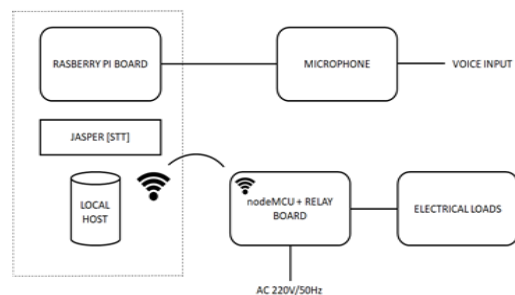 RASBERRY PI BOARD
MICROPHONE
VOICE INPUT
JASPER [STT]
LOCAL
HOST
nodeMCU + RELAY
BOARD
ELECTRICAL LOADS
AC 220V/50Hz